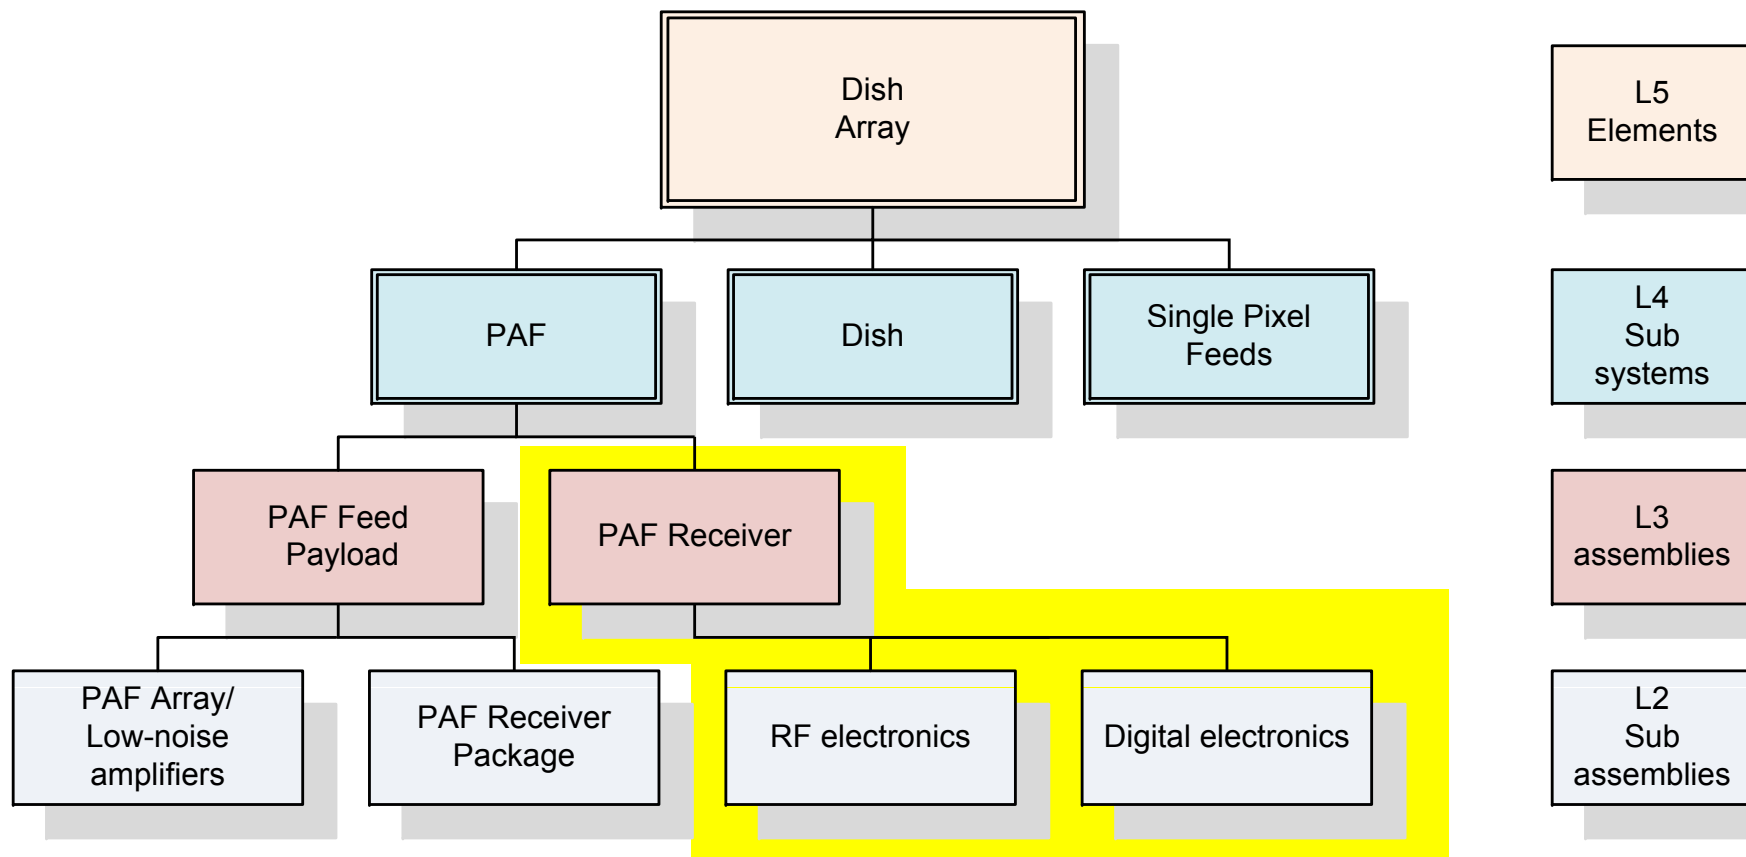 Dish
Array
L5
Elements
PAF
Dish
Single Pixel
Feeds
L4
Sub
systems
PAF Feed
Payload
PAF Receiver
L3
assemblies
PAF Array/
Low-noise
amplifiers
PAF Receiver
Package
RF electronics
Digital electronics
L2
Sub
assemblies